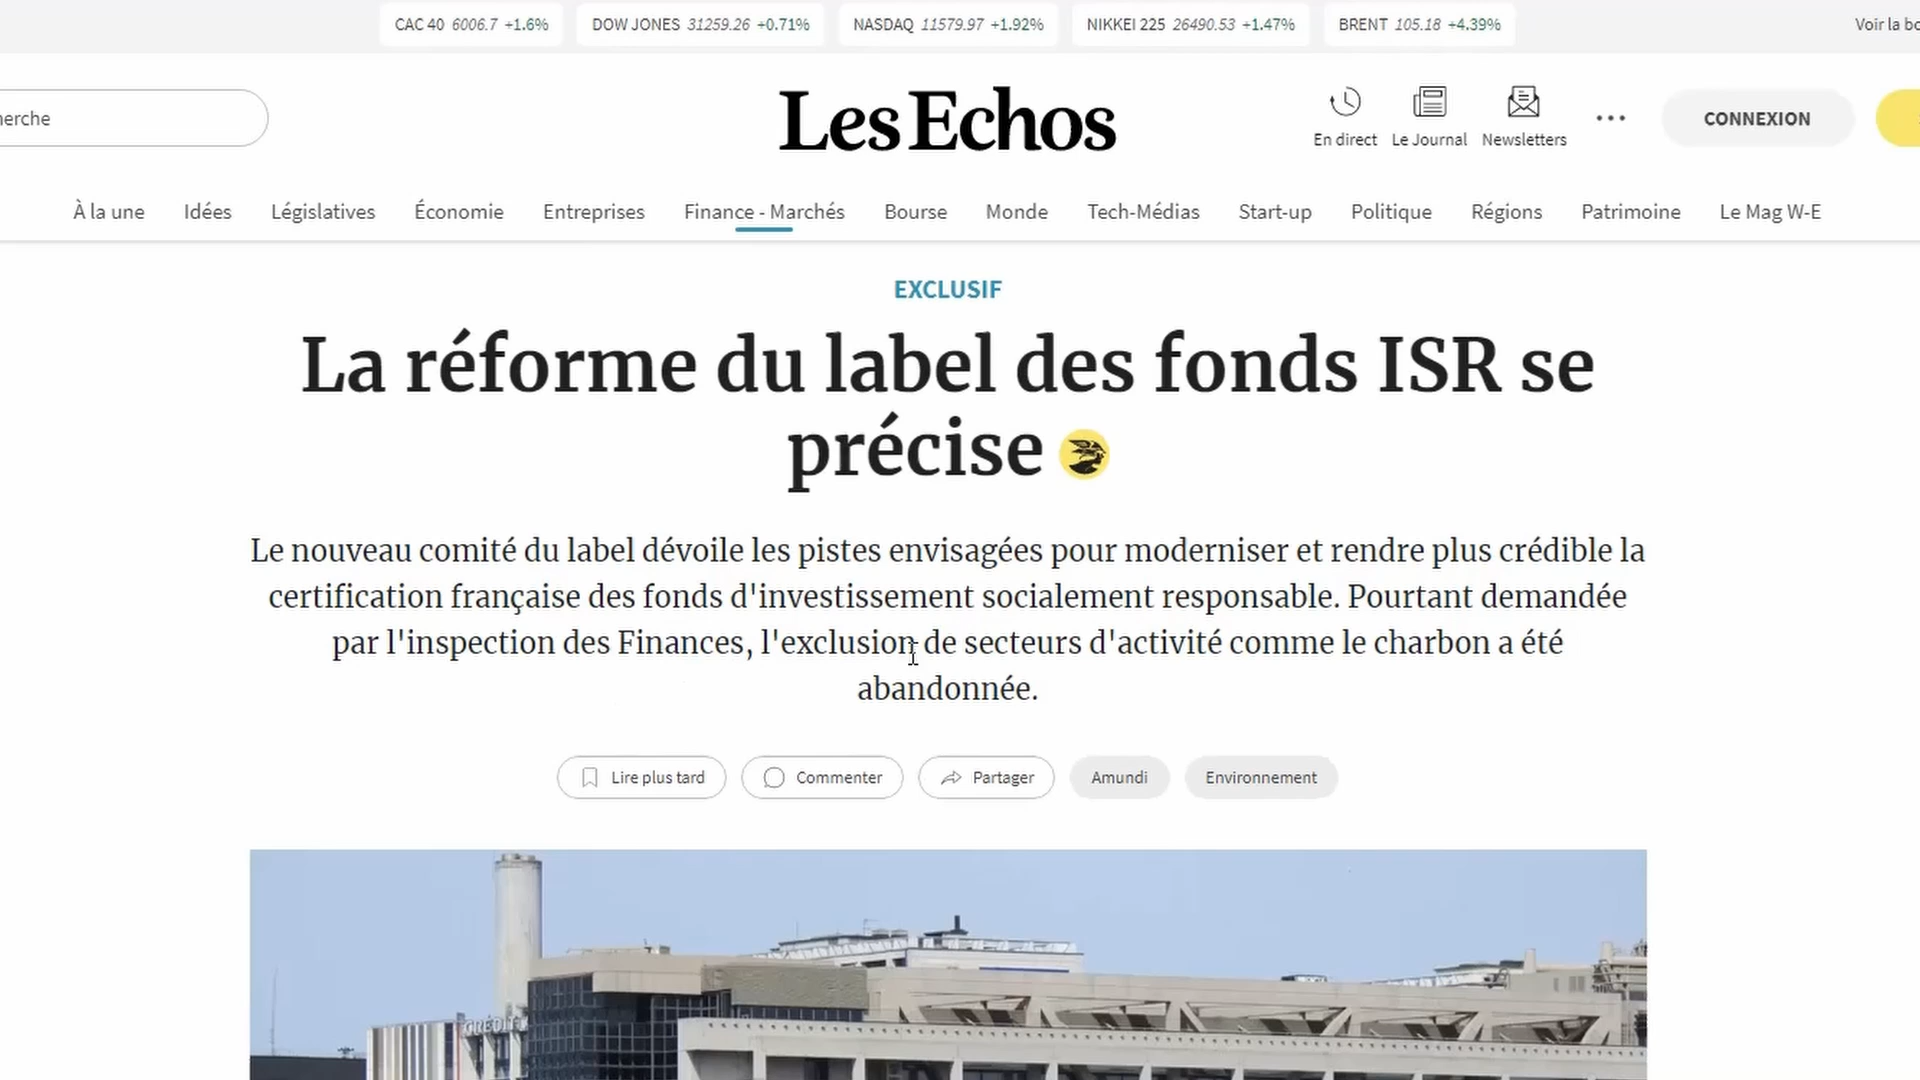 CAC 40 6006.7 +1.6% DOW JONES 31259.26 +0.71% NASDAQ 11579.97 +1.92% NIKKEI 225 26490.53 +1.47% BRENT 105.18 +4.39% Voir la bo
herche
Les Echos
En direct Le Journal Newsletters ... CONNEXION
À la une Idées Législatives Économie Entreprises Finance - Marchés Bourse Monde Tech-Médias Start-up Politique Régions Patrimoine Le Mag W-E
EXCLUSIF
La réforme du label des fonds ISR se
précise
Le nouveau comité du label dévoile les pistes envisagées pour moderniser et rendre plus crédible la
certification française des fonds d'investissement socialement responsable. Pourtant demandée
par l'inspection des Finances, l'exclusion de secteurs d'activité comme le charbon a été
abandonnée.
Lire plus tard Commenter Partager Amundi Environnement
CRÉDIT